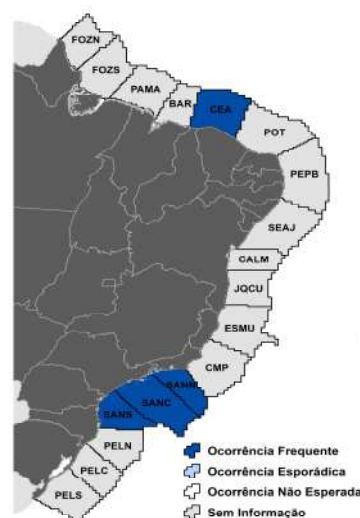 FOZN
FOZS
PAMA
BAR
CEA
POT
PEPB
SEAJ
CALM
JQCU
ESMU
CMP
SANN
SANC
SANS
PELN
PELC
PELS
Ocorrência Frequente
Ocorrência Esporádica
Ocorrência Não Esperada
Sem Informação